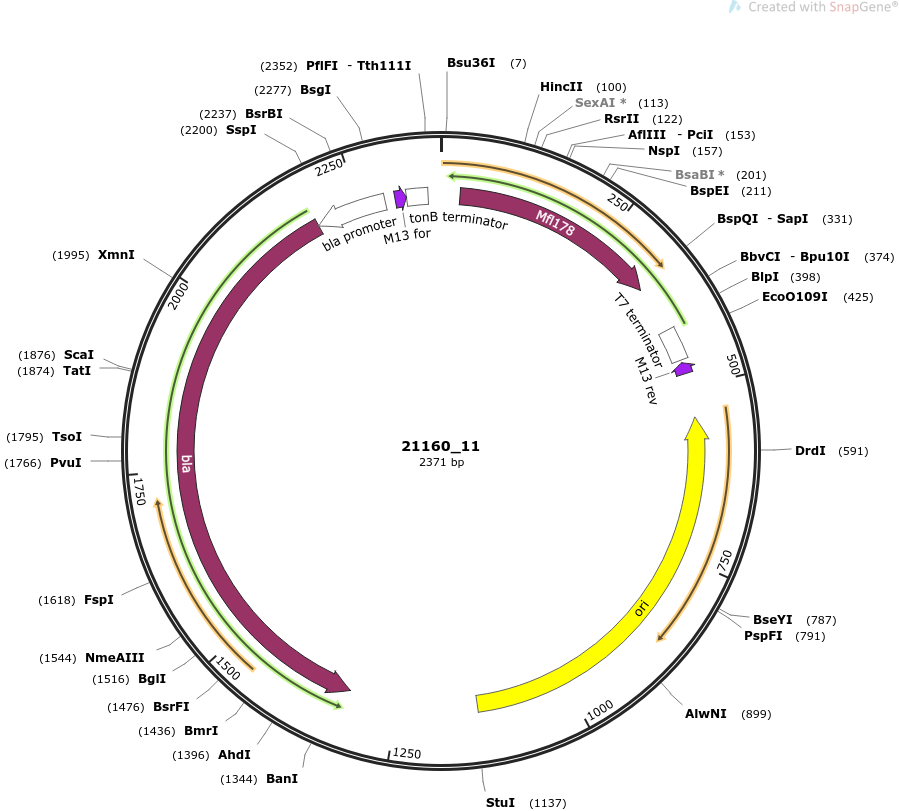 Created with SnapGene®
(2352) PflFI - Tth111I
Bsu36I (7)
(2277) BsgI
HincII (100)
SexAI * (113)
(2237) BsrBI
RsrII (122)
(2200) SspI
AflIII - PciI (153)
NspI (157)
2250
BsaBI * (201)
BspEI (211)
250
tonB terminator
Mfl178
BspQI - SapI (331)
bla promoter
M13 for
(1995) XmnI
BbvCI - Bpu10I (374)
BlpI (398)
2000
EcoO109I (425)
T7 terminator
(1876) ScaI
500
(1874) TatI
M13 rev
(1795) TsoI
21160_11
DrdI (591)
(1766) PvuI
bla
2371 bp
1750
750
(1618) FspI
ori
BseYI (787)
PspFI (791)
(1544) NmeAIII
1500
(1516) BglI
(1476) BsrFI
1000
AlwNI (899)
(1436) BmrI
(1396) AhdI
1250
(1344) BanI
StuI (1137)